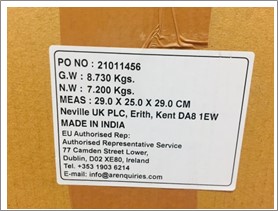 PO NO : 21011456
G.W : 8.730 Kgs.
N.W : 7.200 Kgs.
MEAS : 29.0 X 25.0 X 29.0 CM
Neville UK PLC, Erith, Kent DA8 1EW
MADE IN INDIA
EU Authorised Rep:
Authorised Representative Service
77 Camden Street Lower,
Dublin, D02 XE80, Ireland
Tel. +353 1903 6214
E-mail: info@arenquiries.com